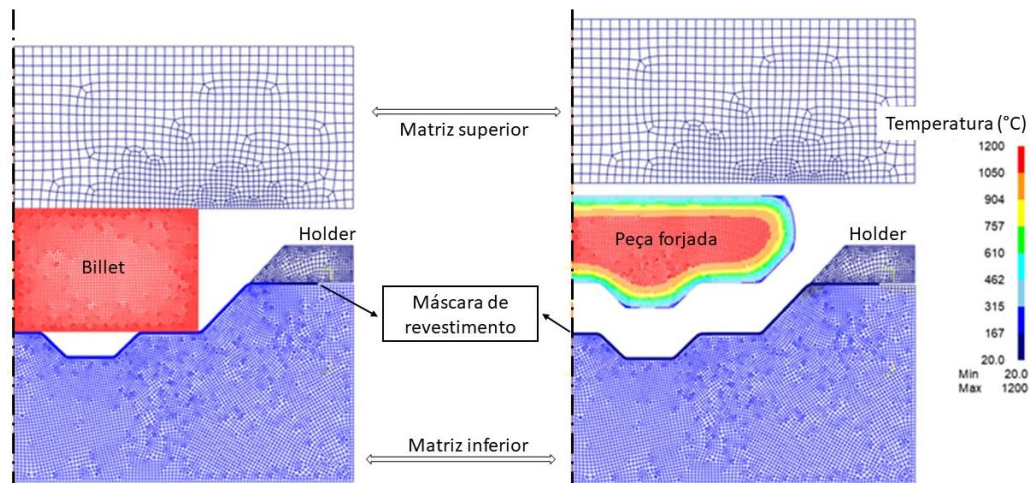 Matriz superior
Temperatura (°C)
1200
1050
904
757
610
462
315
167
20.0
Min 20.0
Max 1200
Holder
Holder
Billet
Peça forjada
Máscara de
revestimento
Matriz inferior